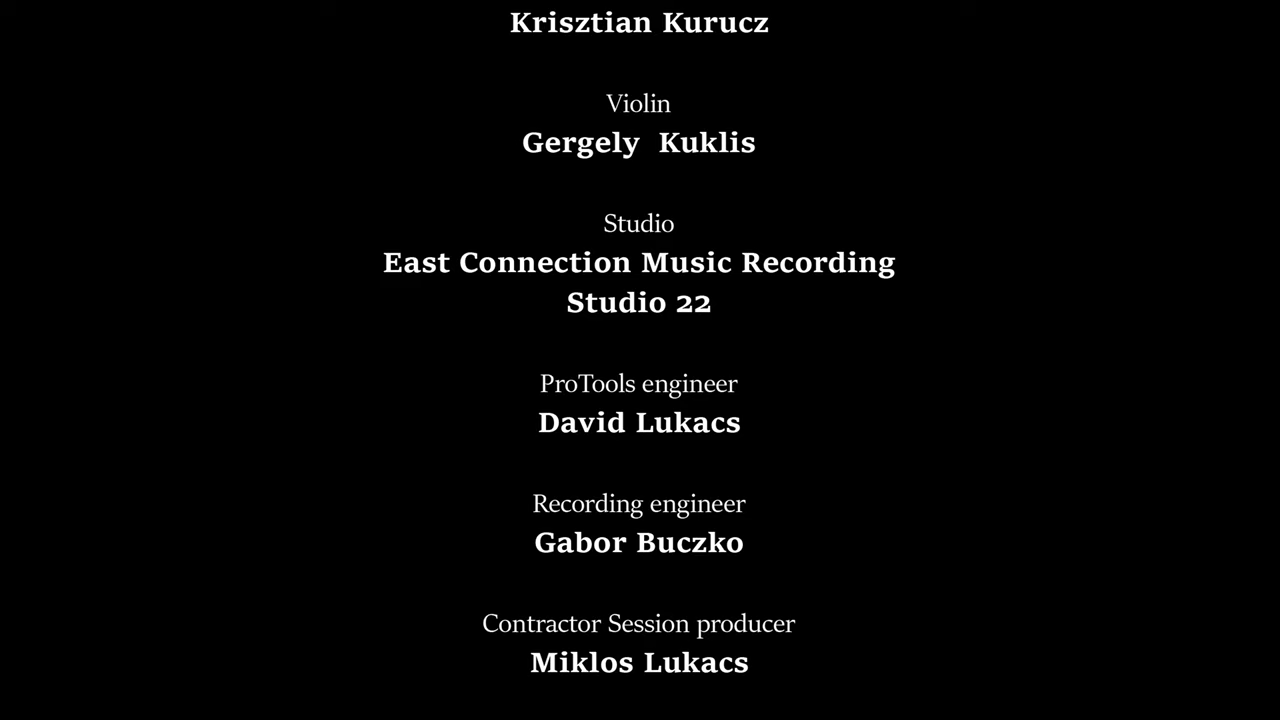 Krisztian Kurucz
Violin
Gergely Kuklis
Studio
East Connection Music Recording
Studio 22
ProTools engineer
David Lukacs
Recording engineer
Gabor Buczko
Contractor Session producer
Miklos Lukacs